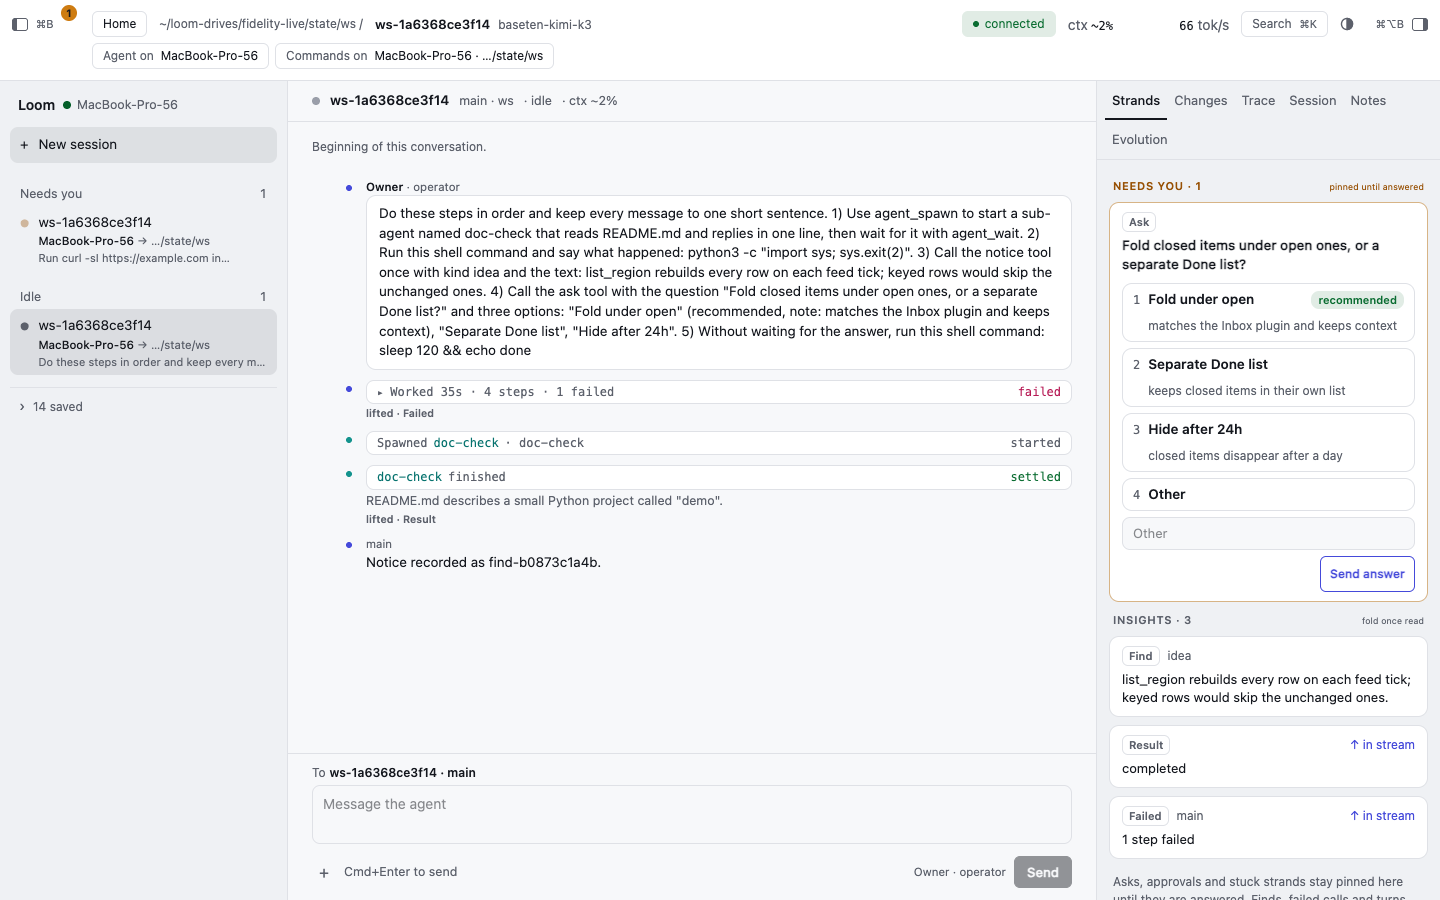 ⌘B
1
Home
~/loom-drives/fidelity-live/state/ws / ws-1a6368ce3f14 baseten-kimi-k3
connected
ctx ~2%
66 tok/s
Search ⌘K
⌘⌥B
Agent on MacBook-Pro-56
Commands on MacBook-Pro-56 · …/state/ws
Loom MacBook-Pro-56
+ New session
Needs you 1
ws-1a6368ce3f14
MacBook-Pro-56 → …/state/ws
Run curl -sI https://example.com in…
Idle 1
ws-1a6368ce3f14
MacBook-Pro-56 → …/state/ws
Do these steps in order and keep every m…
› 14 saved
ws-1a6368ce3f14 main · ws · idle · ctx ~2%
Beginning of this conversation.
Owner · operator
Do these steps in order and keep every message to one short sentence. 1) Use agent_spawn to start a sub-
agent named doc-check that reads README.md and replies in one line, then wait for it with agent_wait. 2)
Run this shell command and say what happened: python3 -c "import sys; sys.exit(2)". 3) Call the notice tool
once with kind idea and the text: list_region rebuilds every row on each feed tick; keyed rows would skip the
unchanged ones. 4) Call the ask tool with the question "Fold closed items under open ones, or a separate
Done list?" and three options: "Fold under open" (recommended, note: matches the Inbox plugin and keeps
context), "Separate Done list", "Hide after 24h". 5) Without waiting for the answer, run this shell command:
sleep 120 && echo done
▸ Worked 35s · 4 steps · 1 failed failed
lifted · Failed
Spawned doc-check · doc-check started
doc-check finished settled
README.md describes a small Python project called "demo".
lifted · Result
main
Notice recorded as find-b0873c1a4b.
To ws-1a6368ce3f14 · main
Message the agent
+ Cmd+Enter to send
Owner · operator
Send
Strands Changes Trace Session Notes
Evolution
NEEDS YOU · 1 pinned until answered
Ask
Fold closed items under open ones, or a
separate Done list?
1 Fold under open recommended
matches the Inbox plugin and keeps context
2 Separate Done list
keeps closed items in their own list
3 Hide after 24h
closed items disappear after a day
4 Other
Other
Send answer
INSIGHTS · 3 fold once read
Find idea
list_region rebuilds every row on each feed tick;
keyed rows would skip the unchanged ones.
Result ↑ in stream
completed
Failed main ↑ in stream
1 step failed
Asks, approvals and stuck strands stay pinned here
until they are answered. Finds, failed calls and turns